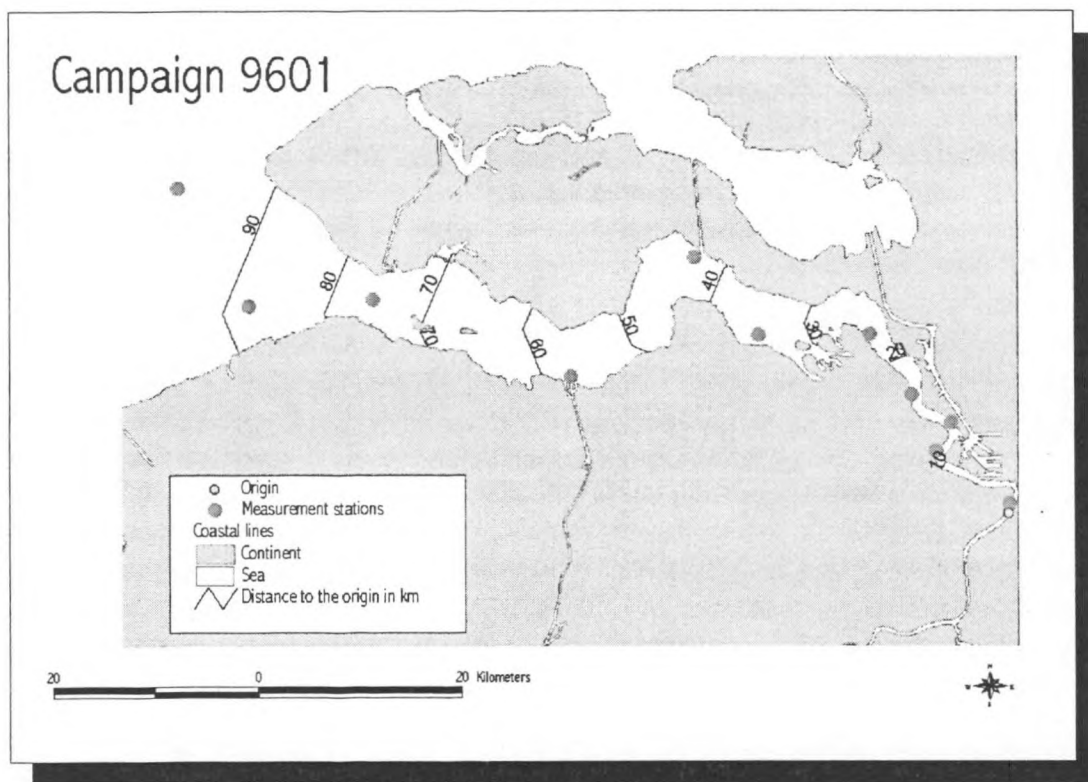 Campaign 9601
90
80
70
70
60
50
40
30
20
10
Origin
Measurement stations
Coastal lines
Continent
Sea
Distance to the origin in km
20 0 20 Kilometers
N
W E
S